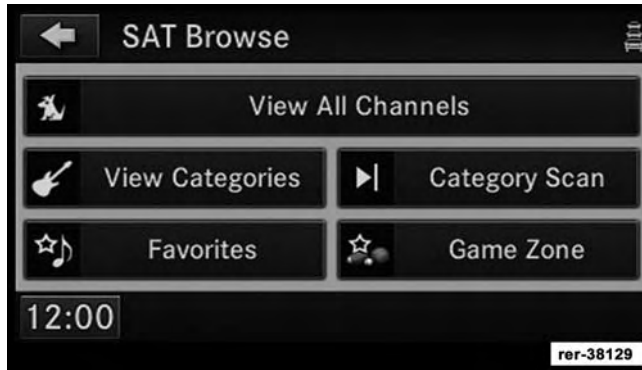 SAT Browse
View All Channels
View Categories
Category Scan
Favorites
Game Zone
12:00
rer-38129